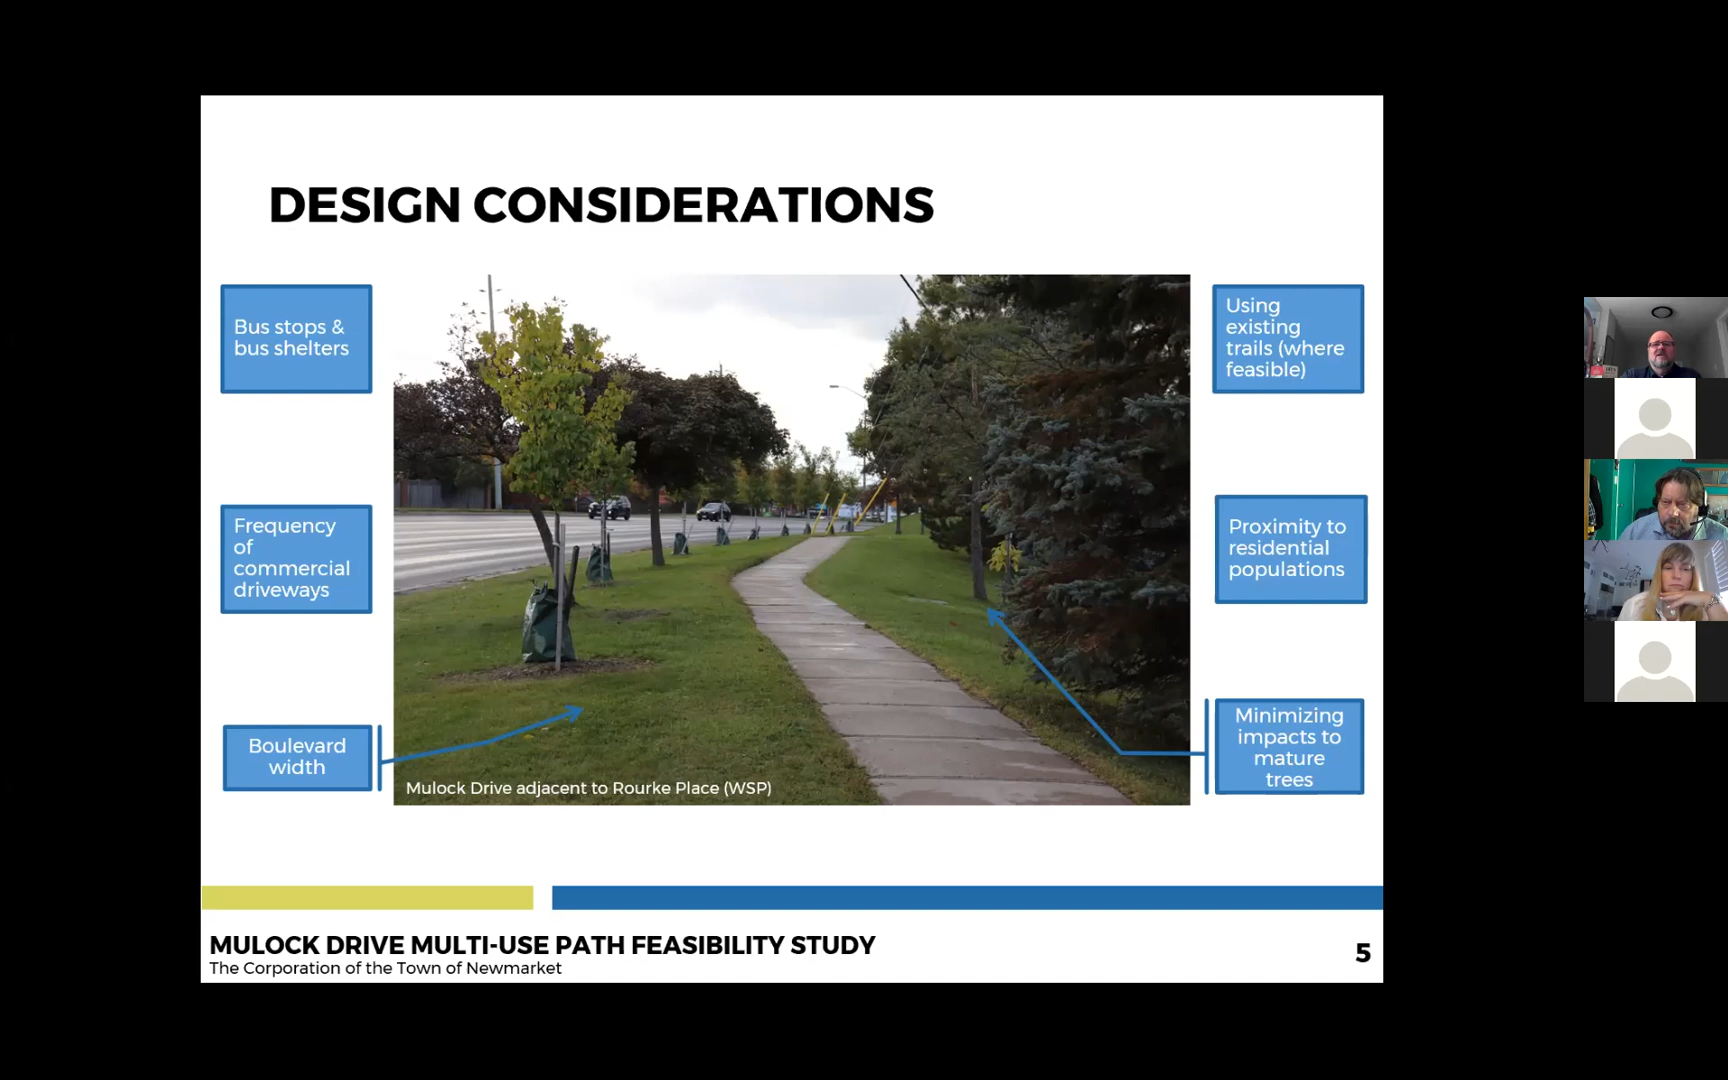 DESIGN CONSIDERATIONS
Bus stops &
bus shelters
Frequency
of
commercial
driveways
Boulevard
width
Mulock Drive adjacent to Rourke Place (WSP)
Using
existing
trails (where
feasible)
Proximity to
residential
populations
Minimizing
impacts to
mature
trees
MULOCK DRIVE MULTI-USE PATH FEASIBILITY STUDY
The Corporation of the Town of Newmarket
5